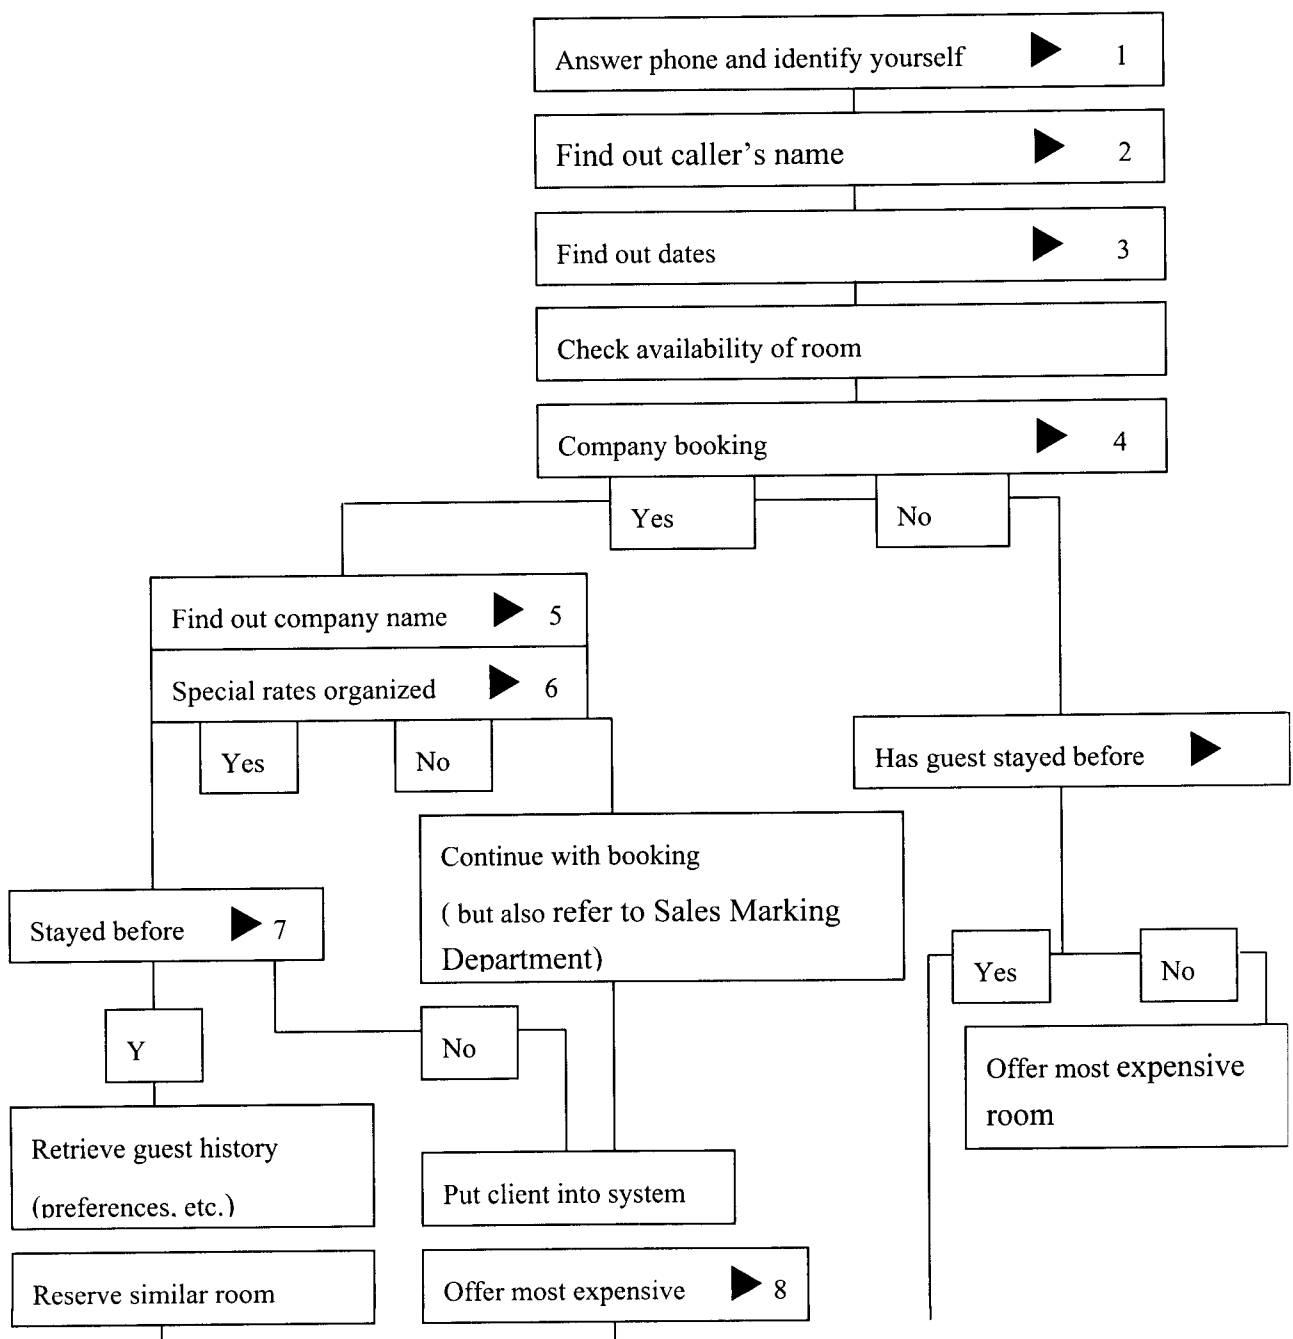 Answer phone and identify yourself ▶ 1
Find out caller's name ▶ 2
Find out dates ▶ 3
Check availability of room
Company booking ▶ 4
Yes
No
Find out company name ▶ 5
Special rates organized ▶ 6
Yes
No
Has guest stayed before ▶
Continue with booking
( but also refer to Sales Marking
Department)
Stayed before ▶ 7
Yes
No
Y
No
Offer most expensive
room
Retrieve guest history
(preferences, etc.)
Put client into system
Reserve similar room
Offer most expensive ▶ 8